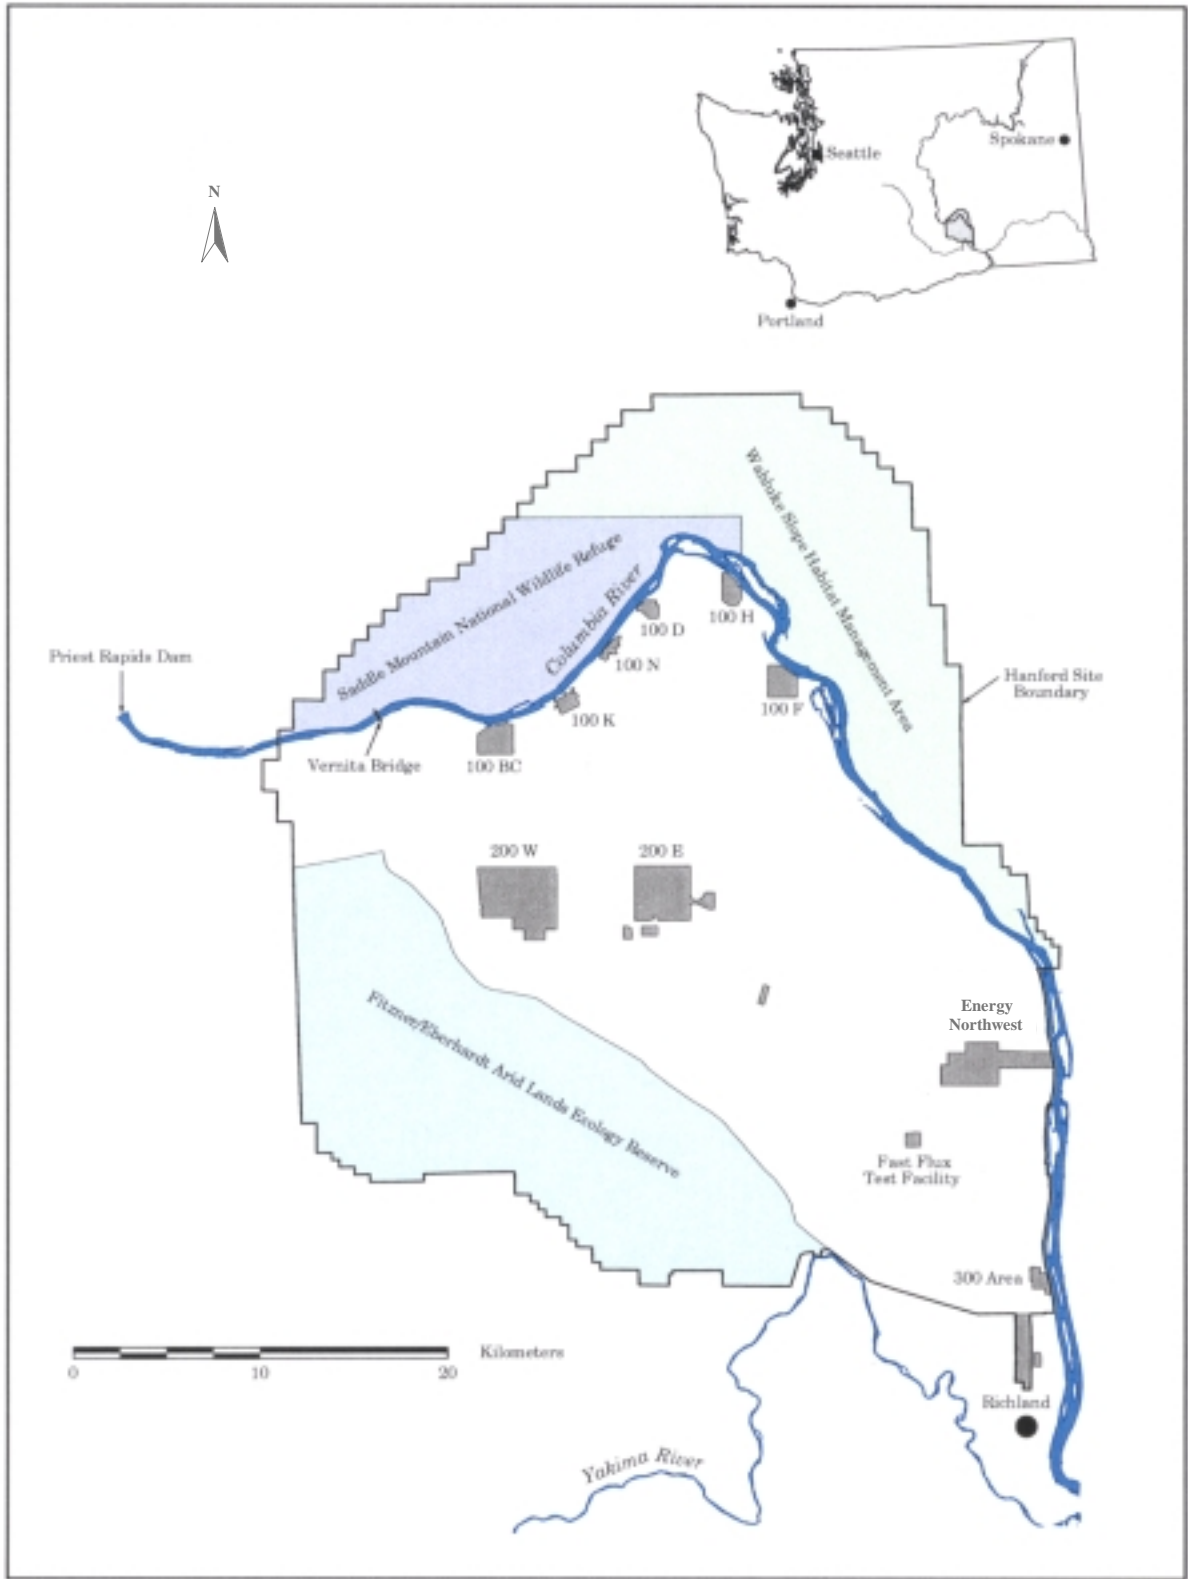 Seattle
Spokane
Portland
N
Wahluke Slope Habitat Management Area
Saddle Mountain National Wildlife Refuge
Columbia River
100 H
100 D
100 N
100 K
100 F
100 BC
Priest Rapids Dam
Vernita Bridge
Hanford Site
Boundary
200 W
200 E
Fitzner/Eberhardt Arid Lands Ecology Reserve
Energy
Northwest
Fast Flux
Test Facility
300 Area
Kilometers
0 10 20
Richland
Yakima River